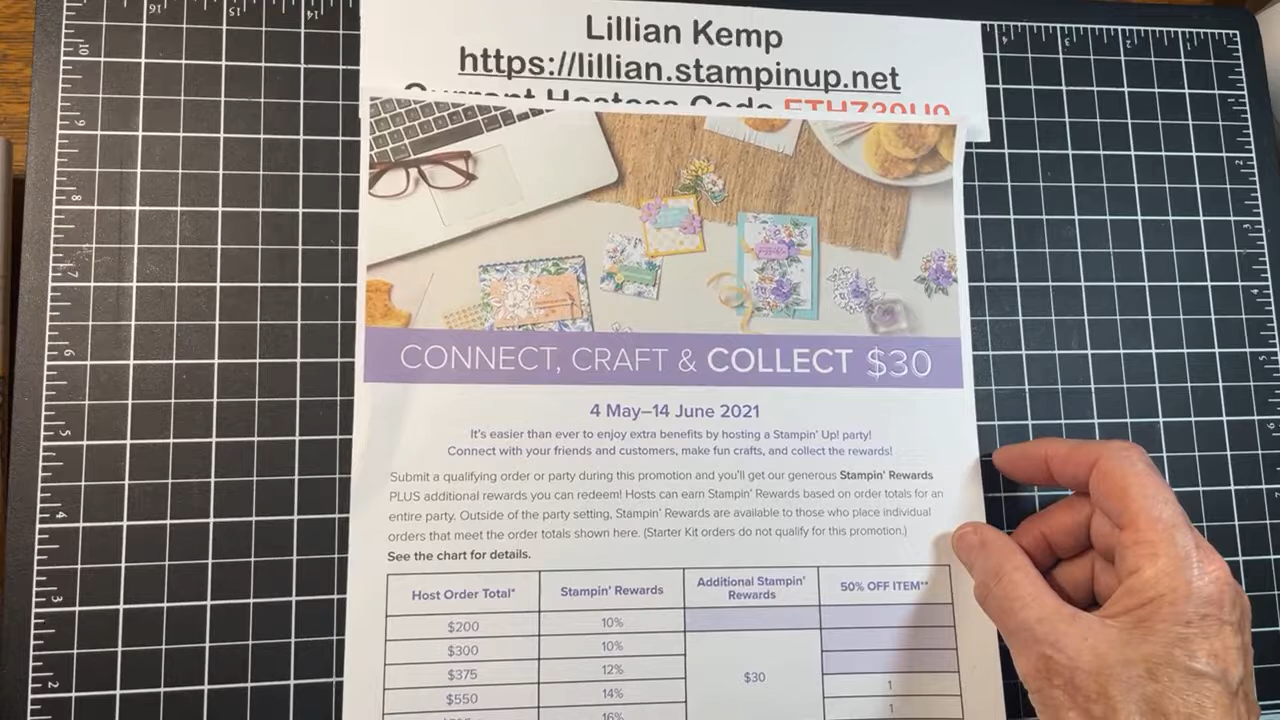 Lillian Kemp
https://lillian.stampinup.net
Current Hostess Code
CONNECT, CRAFT & COLLECT $30
4 May–14 June 2021
It's easier than ever to enjoy extra benefits by hosting a Stampin' Up! party!
Connect with your friends and customers, make fun crafts, and collect the rewards!
Submit a qualifying order or party during this promotion and you'll get our generous Stampin' Rewards
PLUS additional rewards you can redeem! Hosts can earn Stampin' Rewards based on order totals for an
entire party. Outside of the party setting, Stampin' Rewards are available to those who place individual
orders that meet the order totals shown here. (Starter Kit orders do not qualify for this promotion.)
See the chart for details.
Host Order Total* Stampin' Rewards Additional Stampin' Rewards 50% OFF ITEM**
$200 10%
$300 10%
$375 12%
$30
$550 14% 1
16% 1